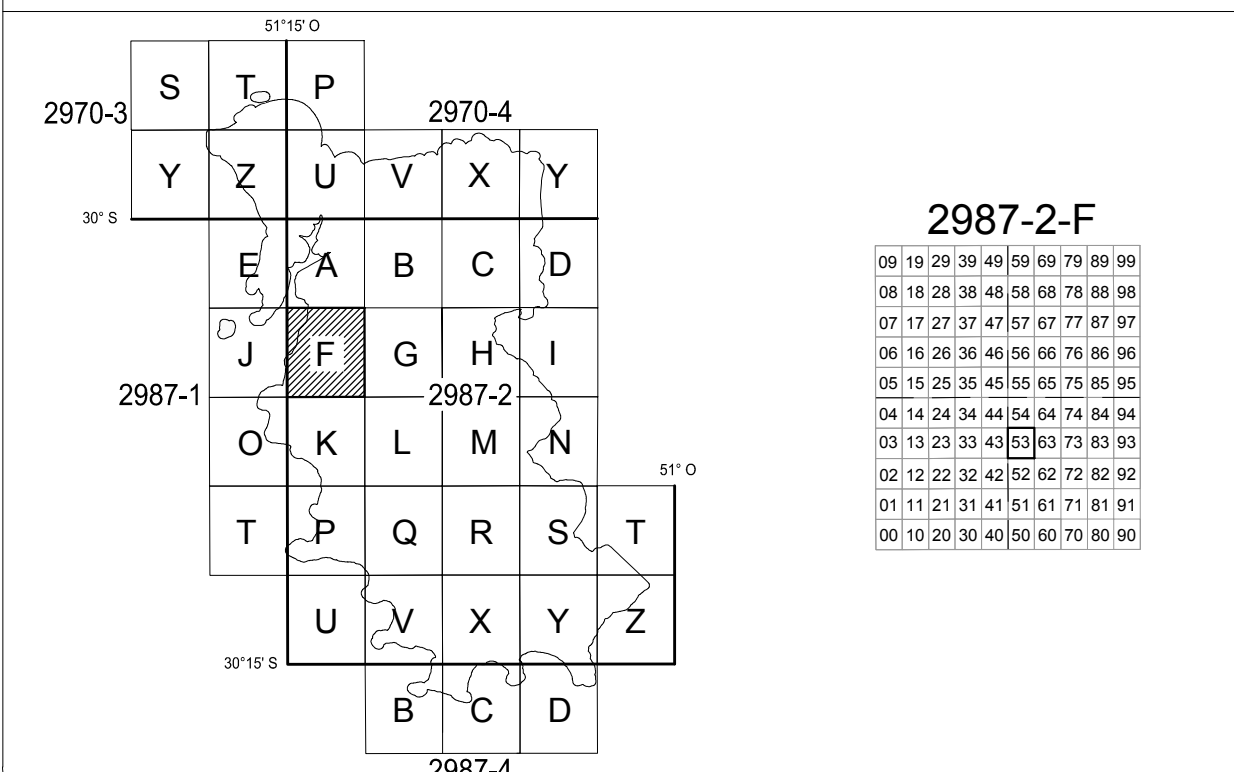 51°15' O
S T P
2970-3 2970-4
Y Z U V X Y
30° S
E A B C D
J F G H I
2987-1 2987-2
O K L M N
51° O
T P Q R S T
U V X Y Z
30°15' S
B C D
2987-4
2987-2-F
09 19 29 39 49 59 69 79 89 99
08 18 28 38 48 58 68 78 88 98
07 17 27 37 47 57 67 77 87 97
06 16 26 36 46 56 66 76 86 96
05 15 25 35 45 55 65 75 85 95
04 14 24 34 44 54 64 74 84 94
03 13 23 33 43 53 63 73 83 93
02 12 22 32 42 52 62 72 82 92
01 11 21 31 41 51 61 71 81 91
00 10 20 30 40 50 60 70 80 90